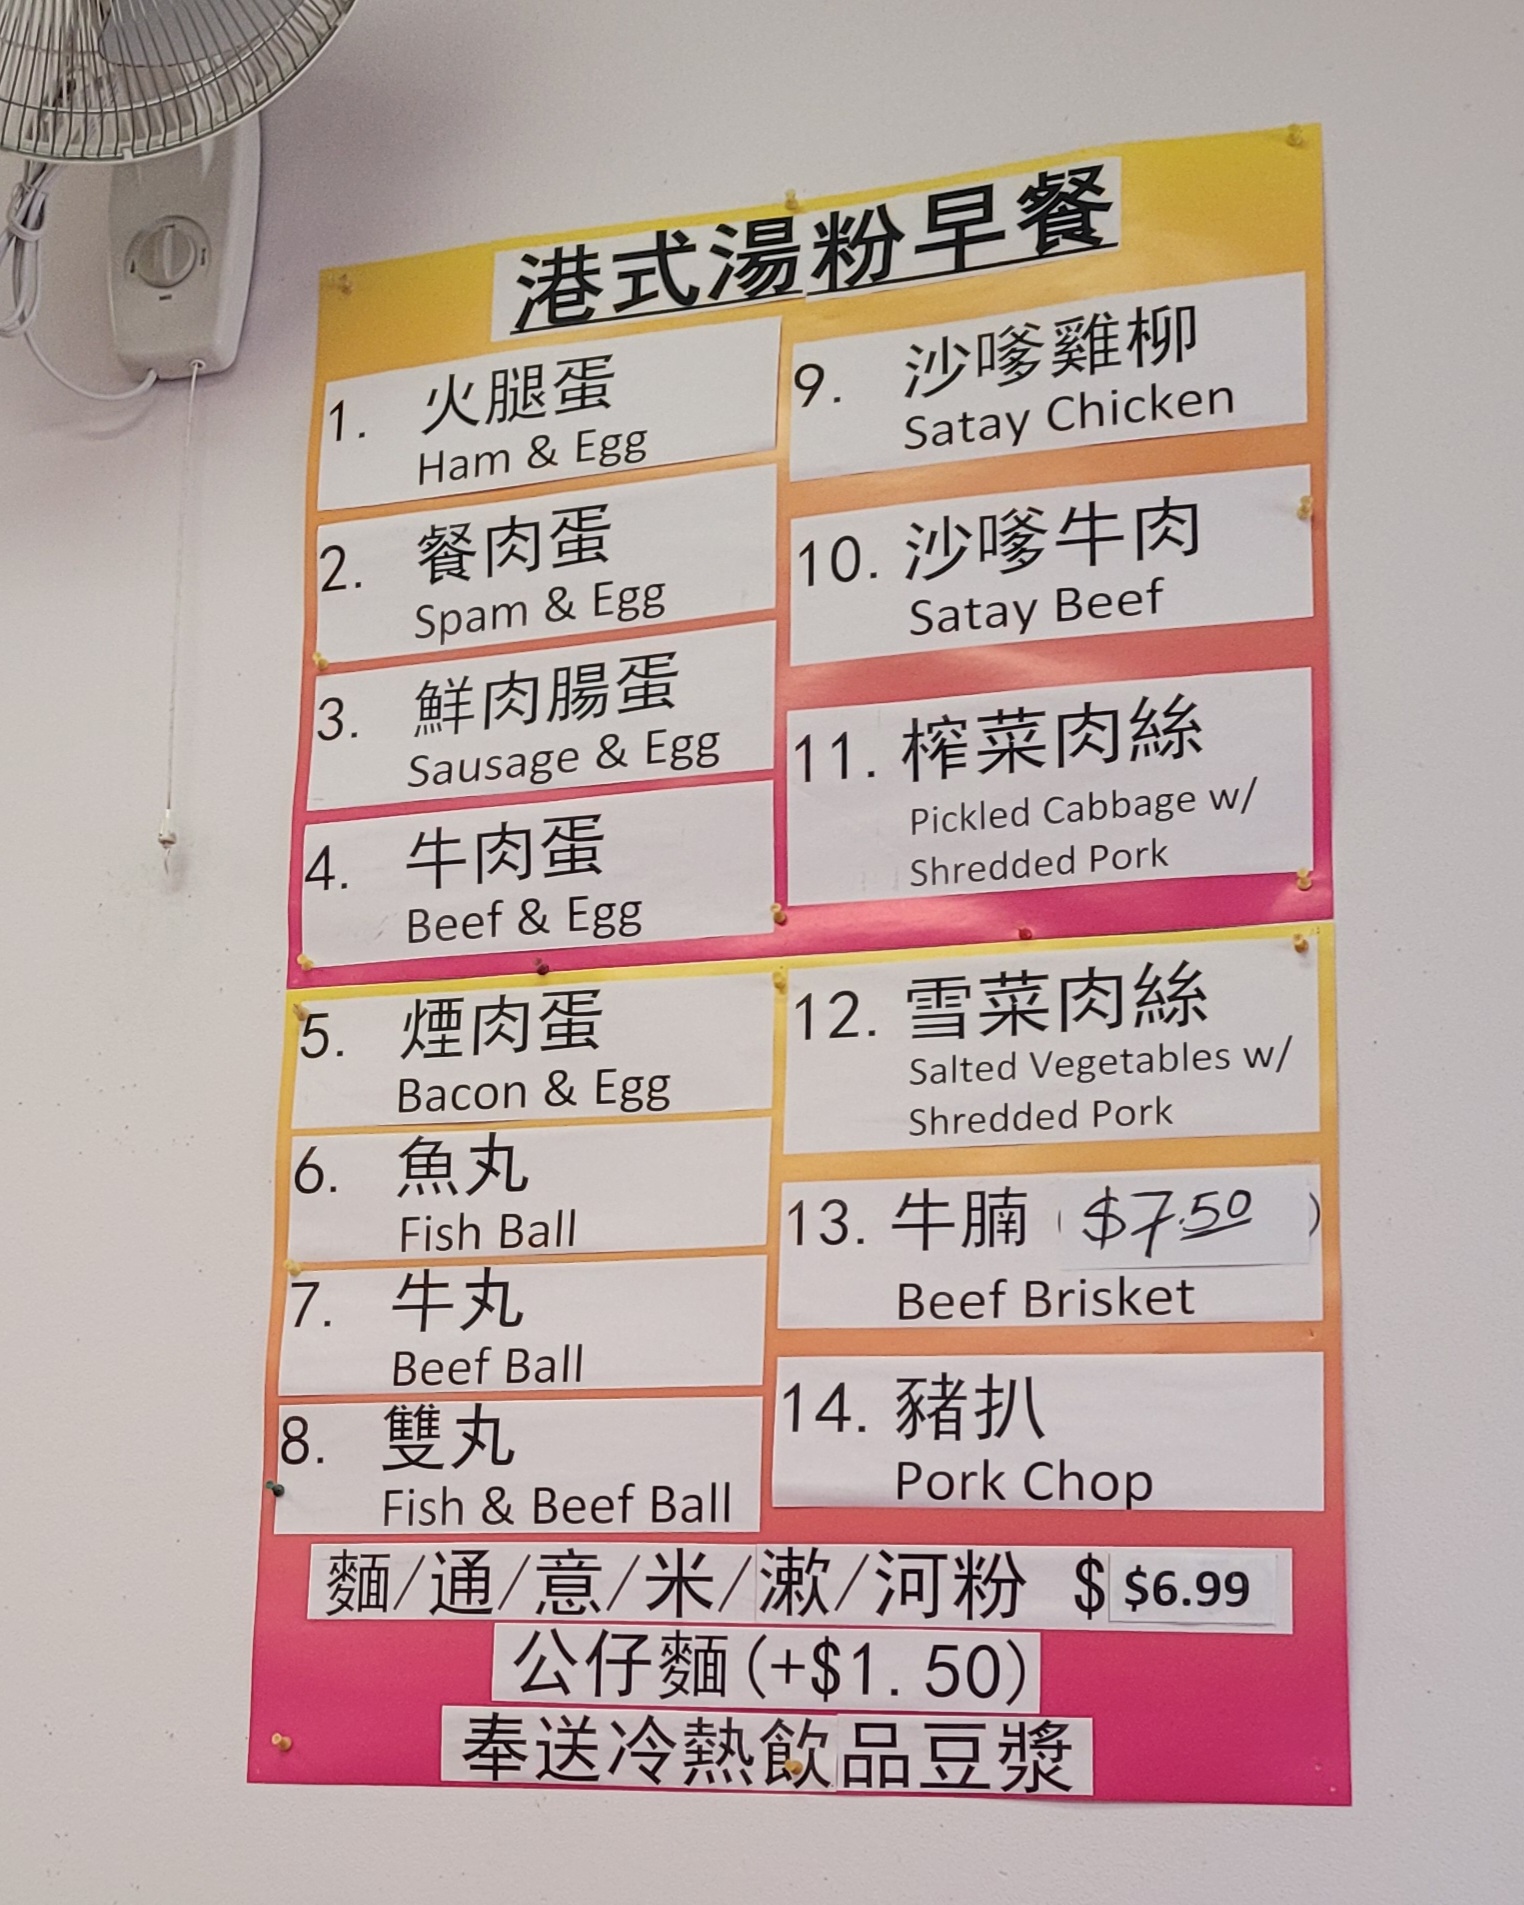 港式湯粉早餐
1. 火腿蛋
Ham & Egg
2. 餐肉蛋
Spam & Egg
3. 鮮肉腸蛋
Sausage & Egg
4. 牛肉蛋
Beef & Egg
5. 煙肉蛋
Bacon & Egg
6. 魚丸
Fish Ball
7. 牛丸
Beef Ball
8. 雙丸
Fish & Beef Ball
9. 沙嗲雞柳
Satay Chicken
10. 沙嗲牛肉
Satay Beef
11. 榨菜肉絲
Pickled Cabbage w/
Shredded Pork
12. 雪菜肉絲
Salted Vegetables w/
Shredded Pork
13. 牛腩 ( $7.50 )
Beef Brisket
14. 豬扒
Pork Chop
麵/通/意/米/漱/河粉 $ $6.99
公仔麵(+$1.50)
奉送冷熱飲品豆漿